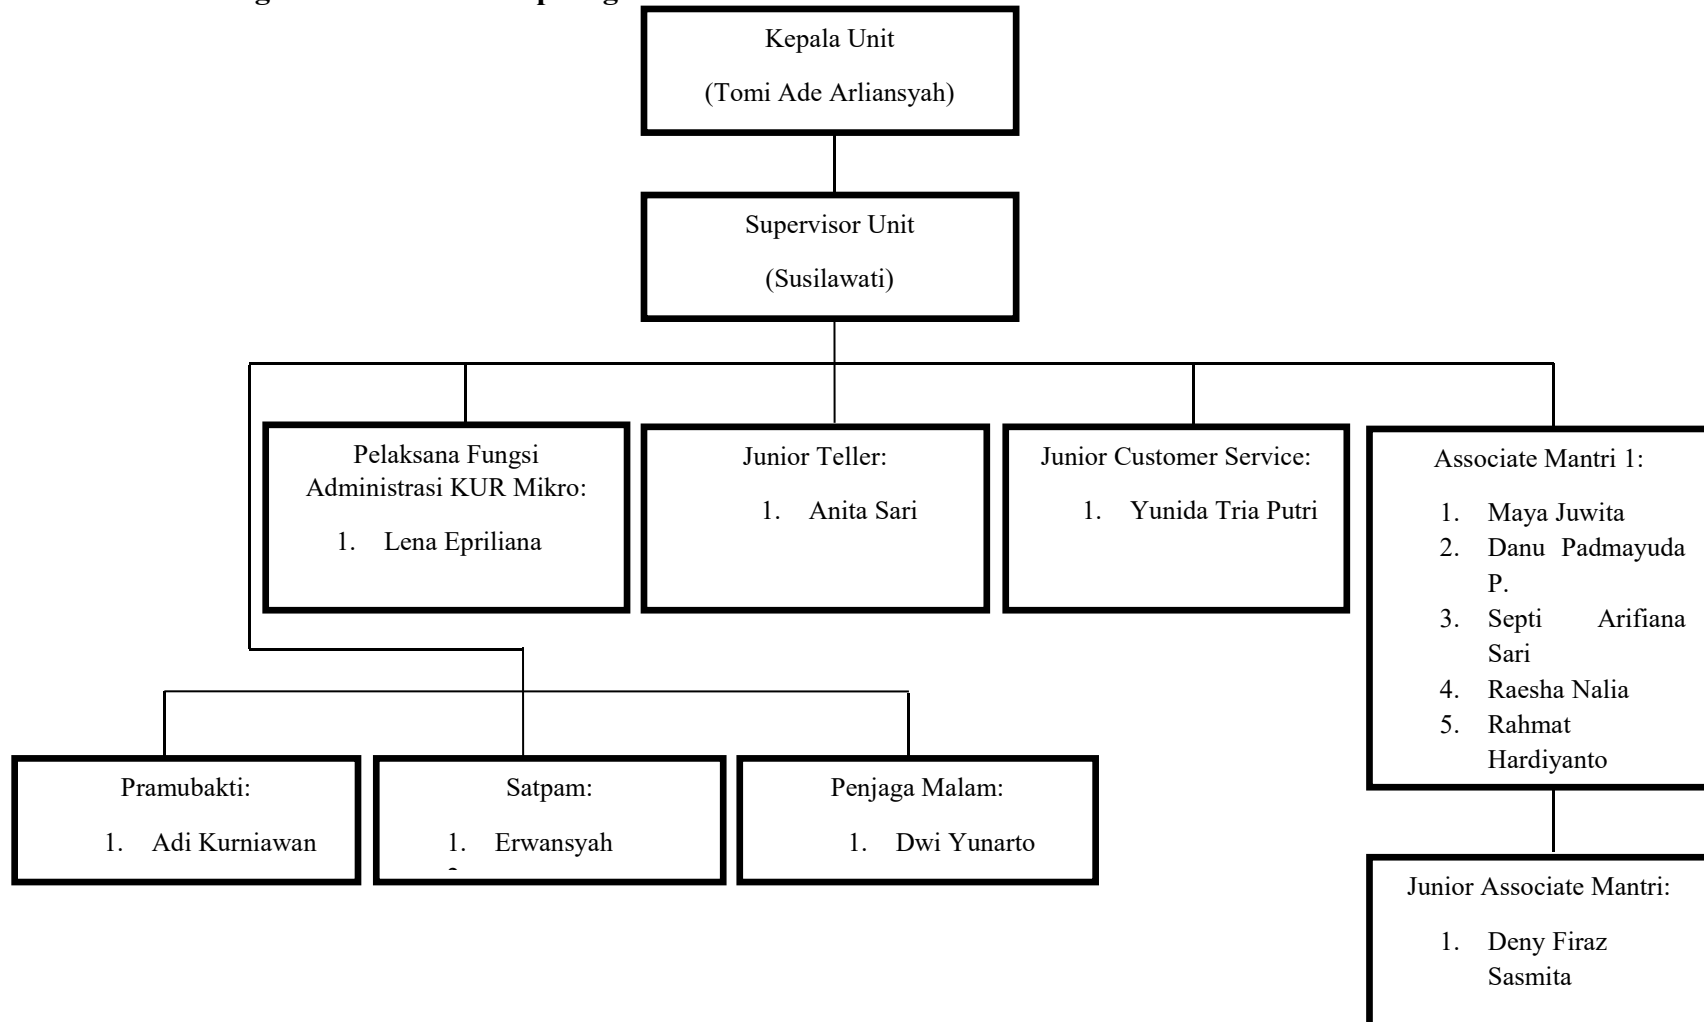 Kepala Unit
(Tomi Ade Arliansyah)
Supervisor Unit
(Susilawati)
Pelaksana Fungsi
Administrasi KUR Mikro:
1. Lena Epriliana
Junior Teller:
1. Anita Sari
Junior Customer Service:
1. Yunida Tria Putri
Associate Mantri 1:
1. Maya Juwita
2. Danu Padmayuda
P.
3. Septi Arifiana
Sari
4. Raesha Nalia
5. Rahmat
Hardiyanto
Pramubakti:
1. Adi Kurniawan
Satpam:
1. Erwansyah
Penjaga Malam:
1. Dwi Yunarto
Junior Associate Mantri:
1. Deny Firaz
Sasmita